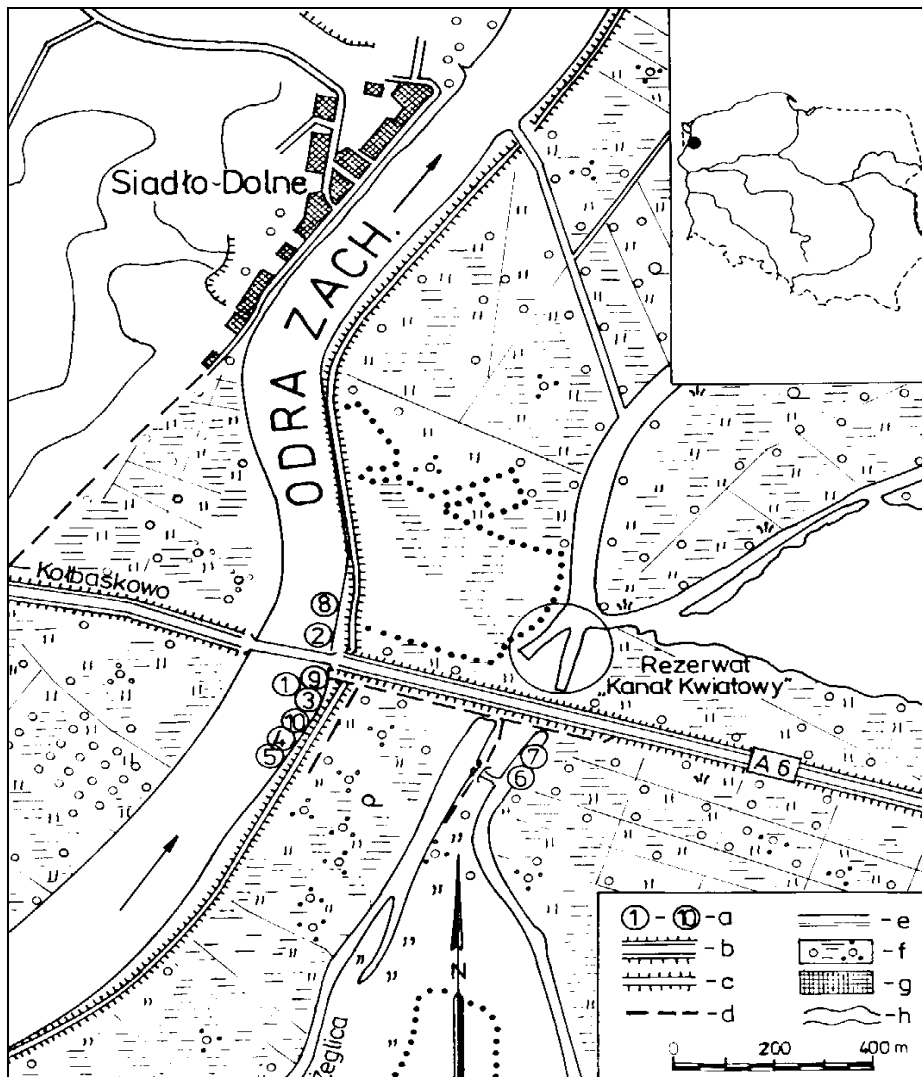 Siadło-Dolne
ODRA ZACH.
Kołbaskowo
8
2
1
9
3
10
4
5
7
6
Rezerwat
"Kanał Kwiatowy"
A 6
P
Żeglica
N
1 - 10 - a
b
c
d
e
f
g
h
0 200 400 m